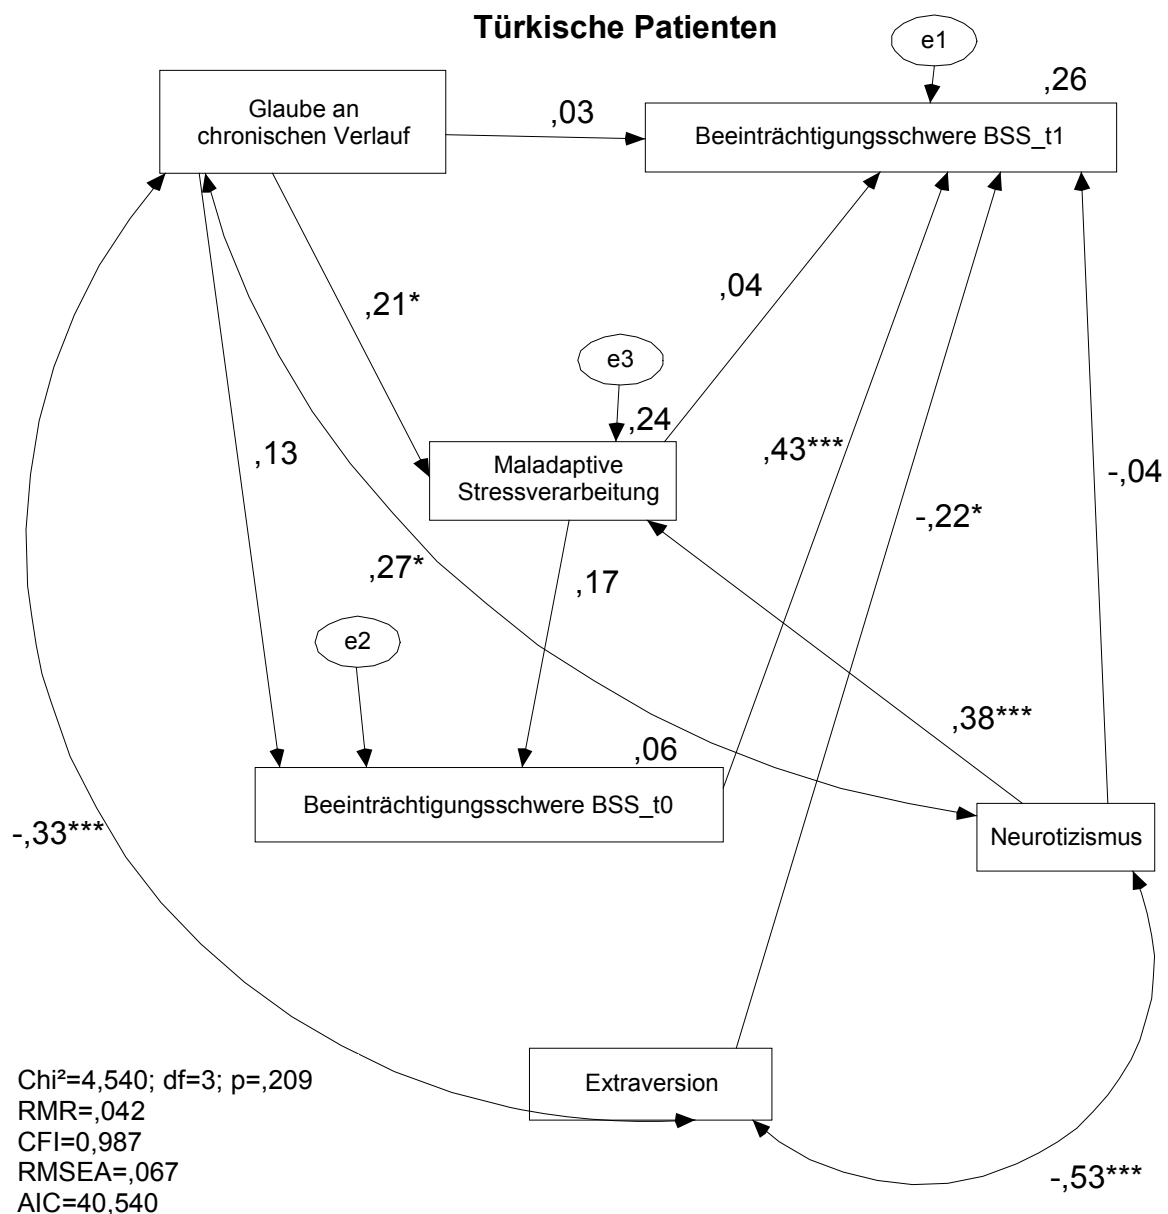 Türkische Patienten
e1
,26
Glaube an
chronischen Verlauf
,03
Beeinträchtigungsschwere BSS_t1
,21*
,04
e3
,24
,13
Maladaptive
Stressverarbeitung
,43***
-,04
-,22*
,27*
,17
e2
,38***
,06
Beeinträchtigungsschwere BSS_t0
-,33***
Neurotizismus
Extraversion
-,53***
Chi²=4,540; df=3; p=,209
RMR=,042
CFI=0,987
RMSEA=,067
AIC=40,540